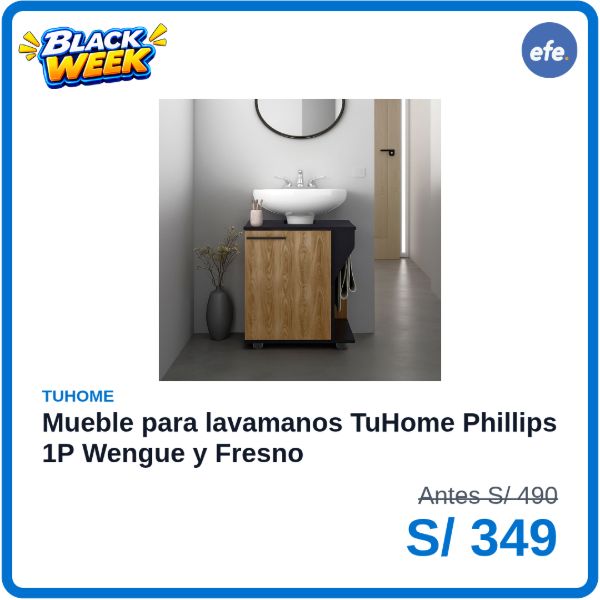 BLACK
WEEK
efe.
TUHOME
Mueble para lavamanos TuHome Phillips
1P Wengue y Fresno
Antes S/ 490
S/ 349